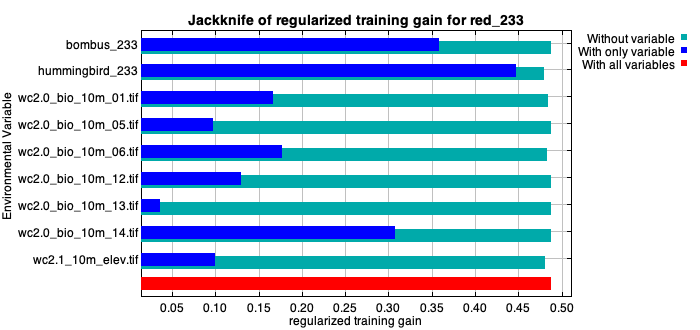 Jackknife of regularized training gain for red_233
Without variable
With only variable
With all variables
Environmental Variable
bombus_233
hummingbird_233
wc2.0_bio_10m_01.tif
wc2.0_bio_10m_05.tif
wc2.0_bio_10m_06.tif
wc2.0_bio_10m_12.tif
wc2.0_bio_10m_13.tif
wc2.0_bio_10m_14.tif
wc2.1_10m_elev.tif
0.05 0.10 0.15 0.20 0.25 0.30 0.35 0.40 0.45 0.50
regularized training gain